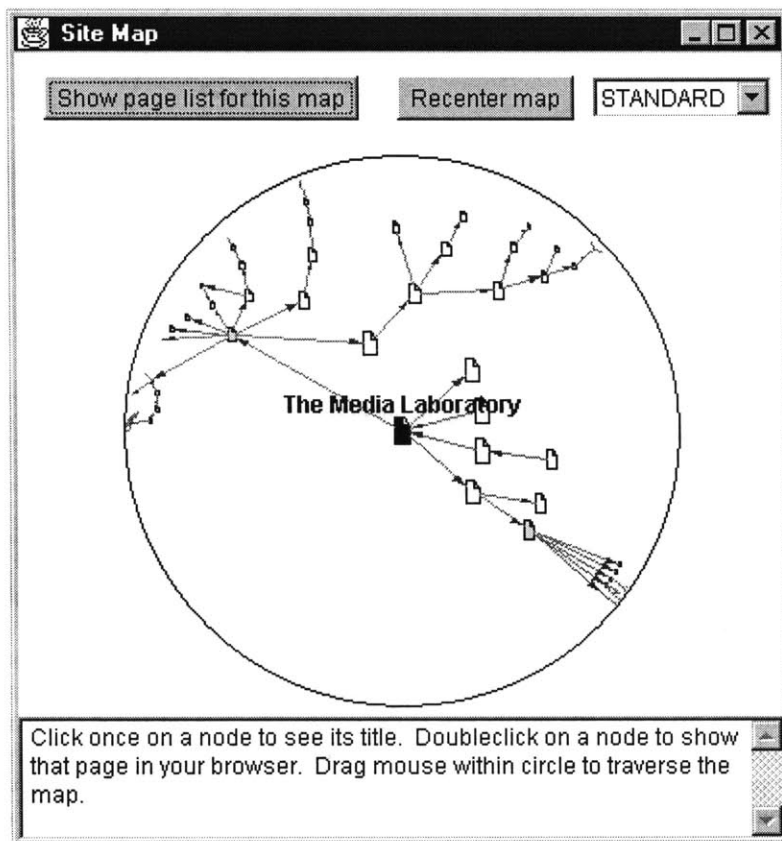 Site Map
Show page list for this map
Recenter map
STANDARD
The Media Laboratory
Click once on a node to see its title. Doubleclick on a node to show
that page in your browser. Drag mouse within circle to traverse the
map.